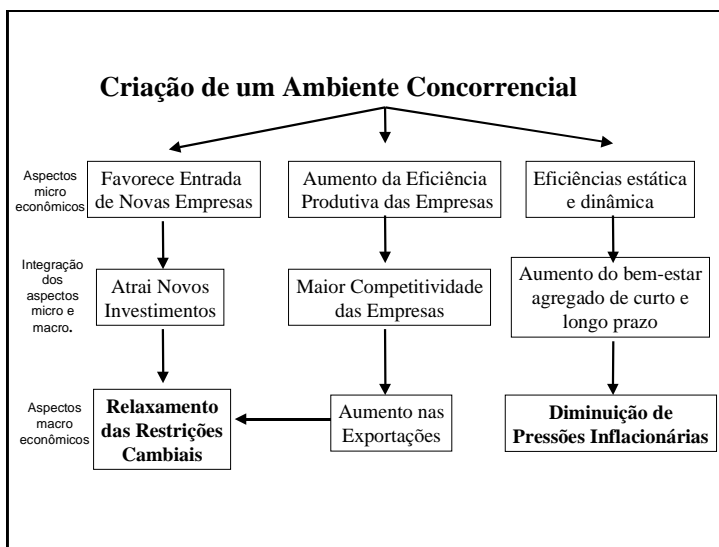 Criação de um Ambiente Concorrencial
Aspectos
micro
econômicos
Favorece Entrada
de Novas Empresas
Aumento da Eficiência
Produtiva das Empresas
Eficiências estática
e dinâmica
Integração
dos
aspectos
micro e
macro.
Atrai Novos
Investimentos
Maior Competitividade
das Empresas
Aumento do bem-estar
agregado de curto e
longo prazo
Aspectos
macro
econômicos
Relaxamento
das Restrições
Cambiais
Aumento nas
Exportações
Diminuição de
Pressões Inflacionárias